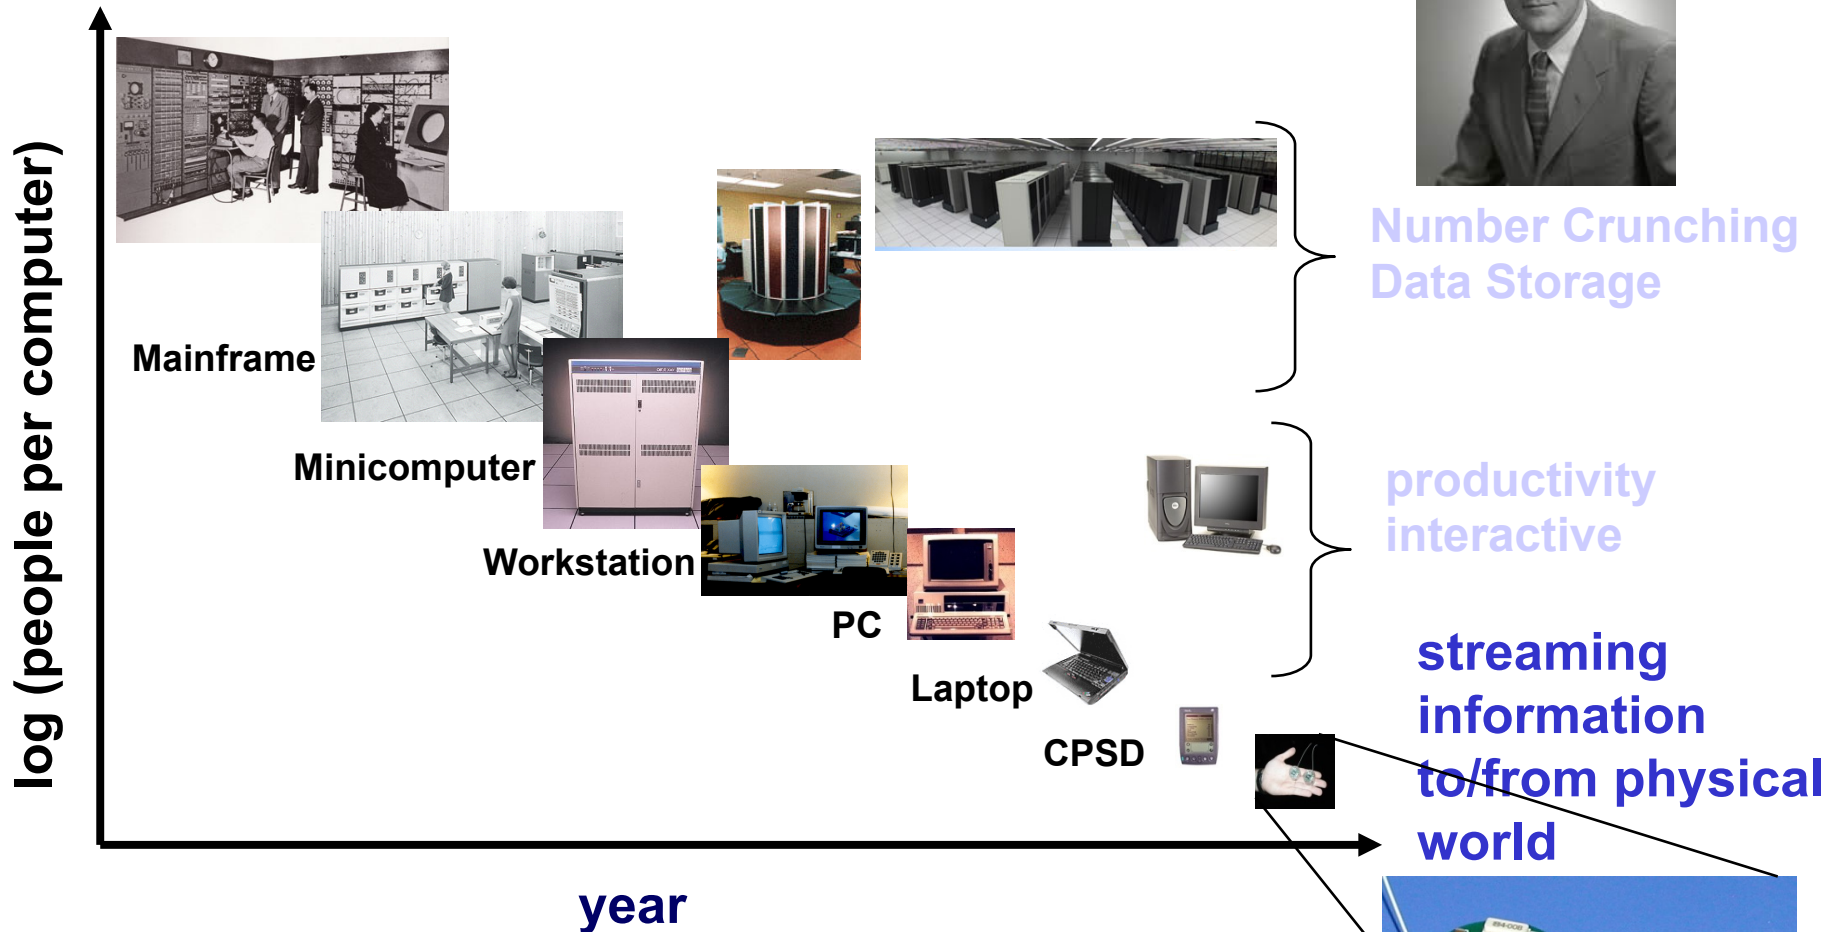 log (people per computer)
Mainframe
Minicomputer
Workstation
PC
Laptop
CPSD
year
Number Crunching
Data Storage
productivity
interactive
streaming
information
to/from physical
world